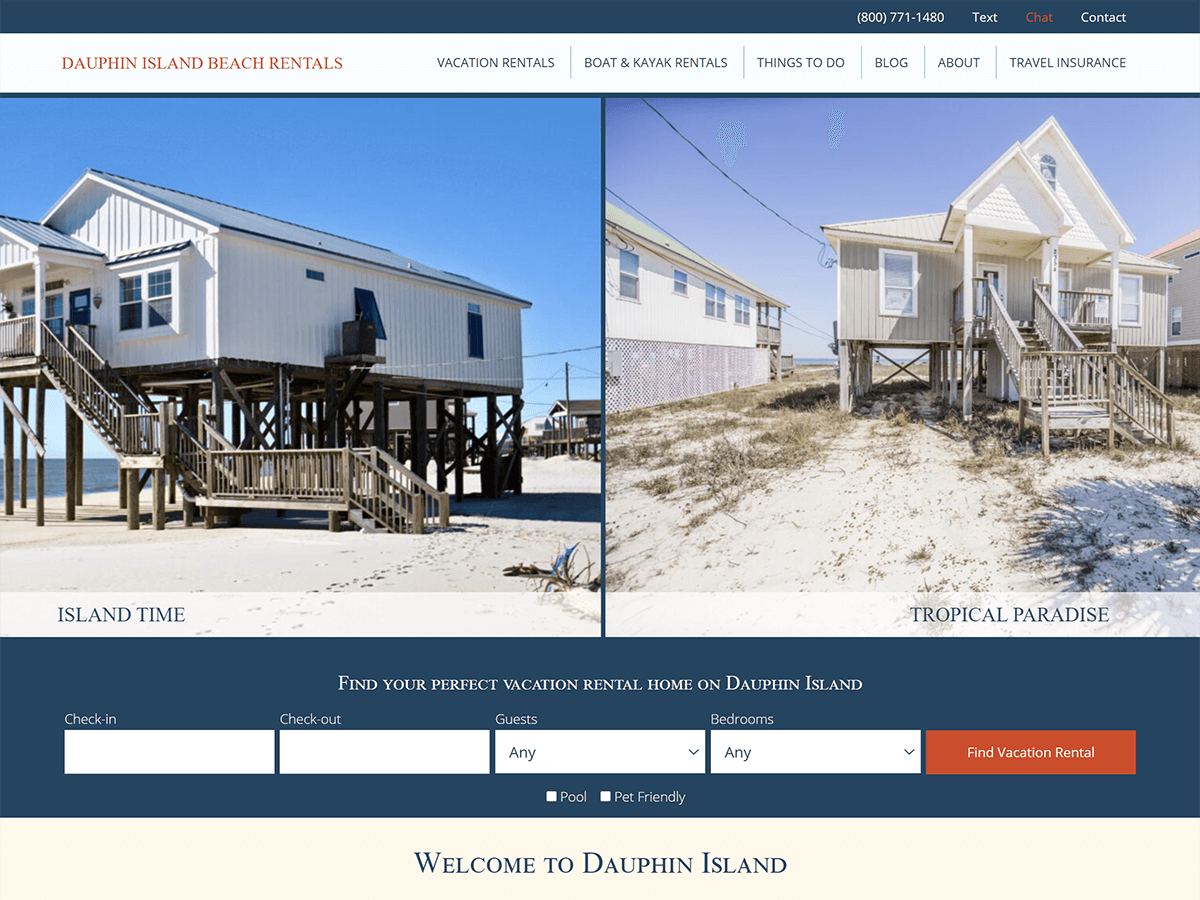 (800) 771-1480 Text Chat Contact
DAUPHIN ISLAND BEACH RENTALS VACATION RENTALS BOAT & KAYAK RENTALS THINGS TO DO BLOG ABOUT TRAVEL INSURANCE
ISLAND TIME TROPICAL PARADISE
FIND YOUR PERFECT VACATION RENTAL HOME ON DAUPHIN ISLAND
Check-in Check-out Guests Bedrooms
Any Any Find Vacation Rental
Pool Pet Friendly
WELCOME TO DAUPHIN ISLAND